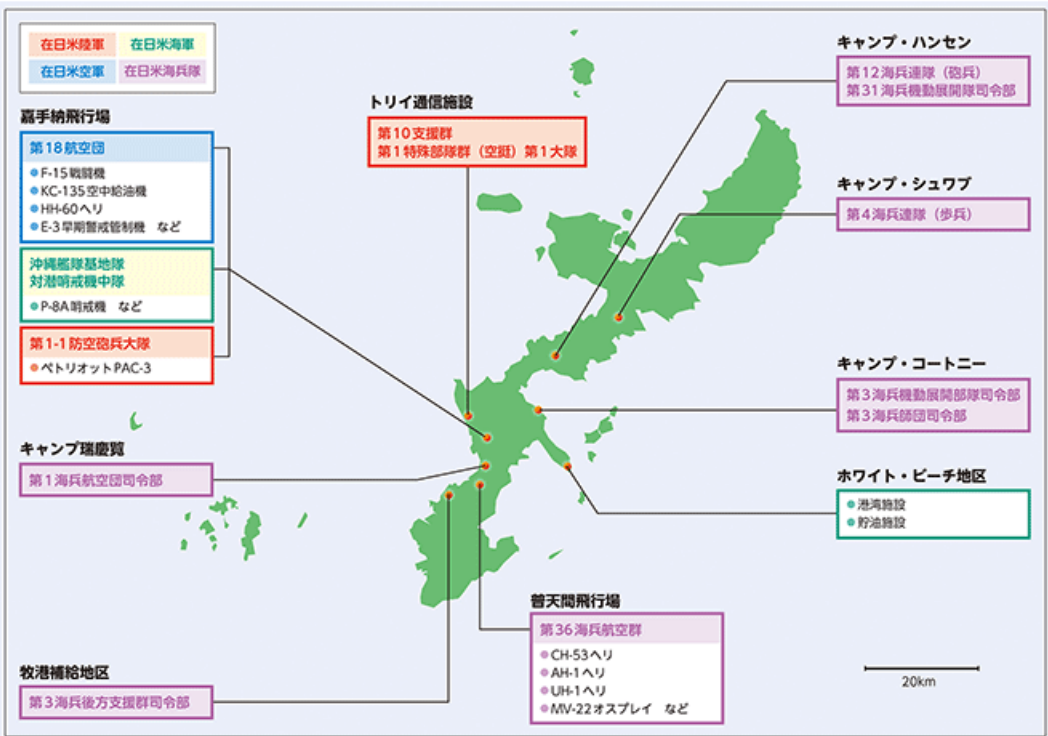 在日米陸軍
在日米海軍
在日米空軍
在日米海兵隊
嘉手納飛行場
第18航空団
●F-15戦闘機
●KC-135空中給油機
●HH-60ヘリ
●E-3早期警戒管制機 など
沖縄艦隊基地隊
対潜哨戒機中隊
●P-8A哨戒機 など
第1-1防空砲兵大隊
●ペトリオットPAC-3
キャンプ瑞慶覧
第1海兵航空団司令部
牧港補給地区
第3海兵後方支援群司令部
トリイ通信施設
第10支援群
第1特殊部隊群（空挺）第1大隊
普天間飛行場
第36海兵航空群
●CH-53ヘリ
●AH-1ヘリ
●UH-1ヘリ
●MV-22オスプレイ など
キャンプ・ハンセン
第12海兵連隊（砲兵）
第31海兵機動展開隊司令部
キャンプ・シュワブ
第4海兵連隊（歩兵）
キャンプ・コートニー
第3海兵機動展開部隊司令部
第3海兵師団司令部
ホワイト・ビーチ地区
●港湾施設
●貯油施設
20km